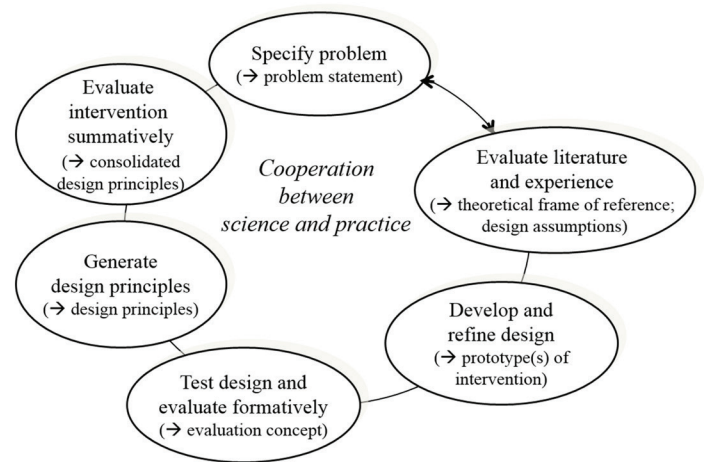 Specify problem
(→ problem statement)
Evaluate
intervention
summatively
(→ consolidated
design principles)
Cooperation
between
science and practice
Evaluate literature
and experience
(→ theoretical frame of reference;
design assumptions)
Generate
design principles
(→ design principles)
Develop and
refine design
(→ prototype(s) of
intervention)
Test design and
evaluate formatively
(→ evaluation concept)